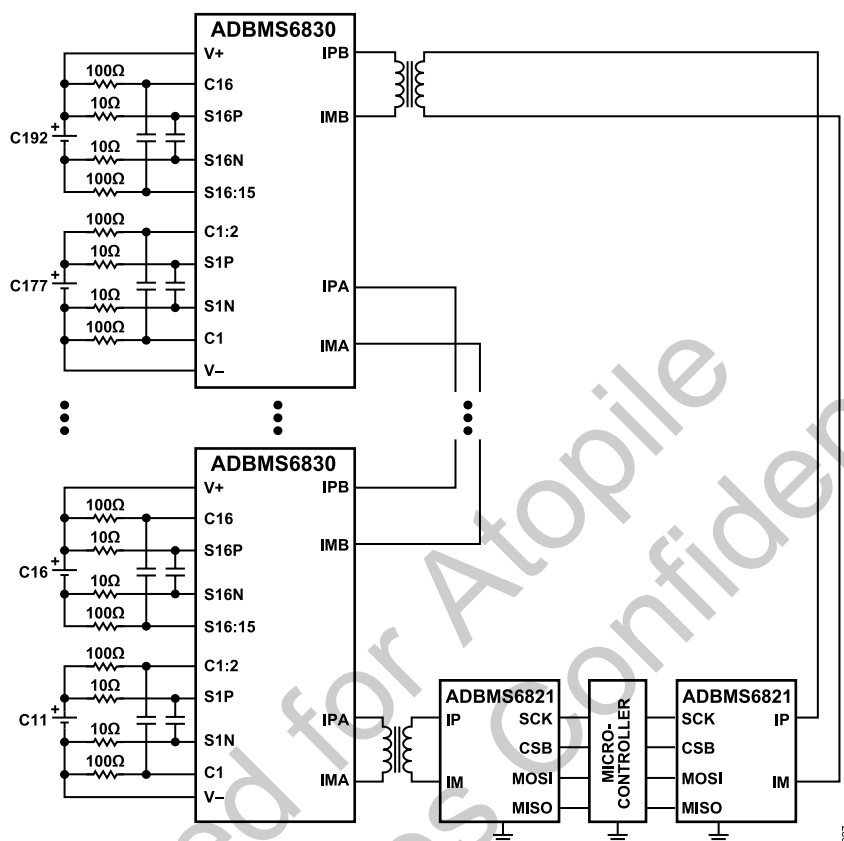 ADBMS6830
V+
IPB
100Ω
C16
10Ω
S16P
IMB
C192
+
10Ω
S16N
100Ω
S16:15
100Ω
C1:2
10Ω
S1P
C177
+
IPA
10Ω
S1N
100Ω
C1
IMA
V–
ADBMS6830
V+
IPB
100Ω
C16
10Ω
S16P
IMB
C16
+
10Ω
S16N
100Ω
S16:15
100Ω
C1:2
10Ω
S1P
C11
+
IPA
10Ω
S1N
100Ω
C1
IMA
V–
ADBMS6821
IP
SCK
CSB
MOSI
IM
MISO
MICRO-
CONTROLLER
ADBMS6821
SCK
IP
CSB
MOSI
IM
MISO
ed for Atopile
es Confiden